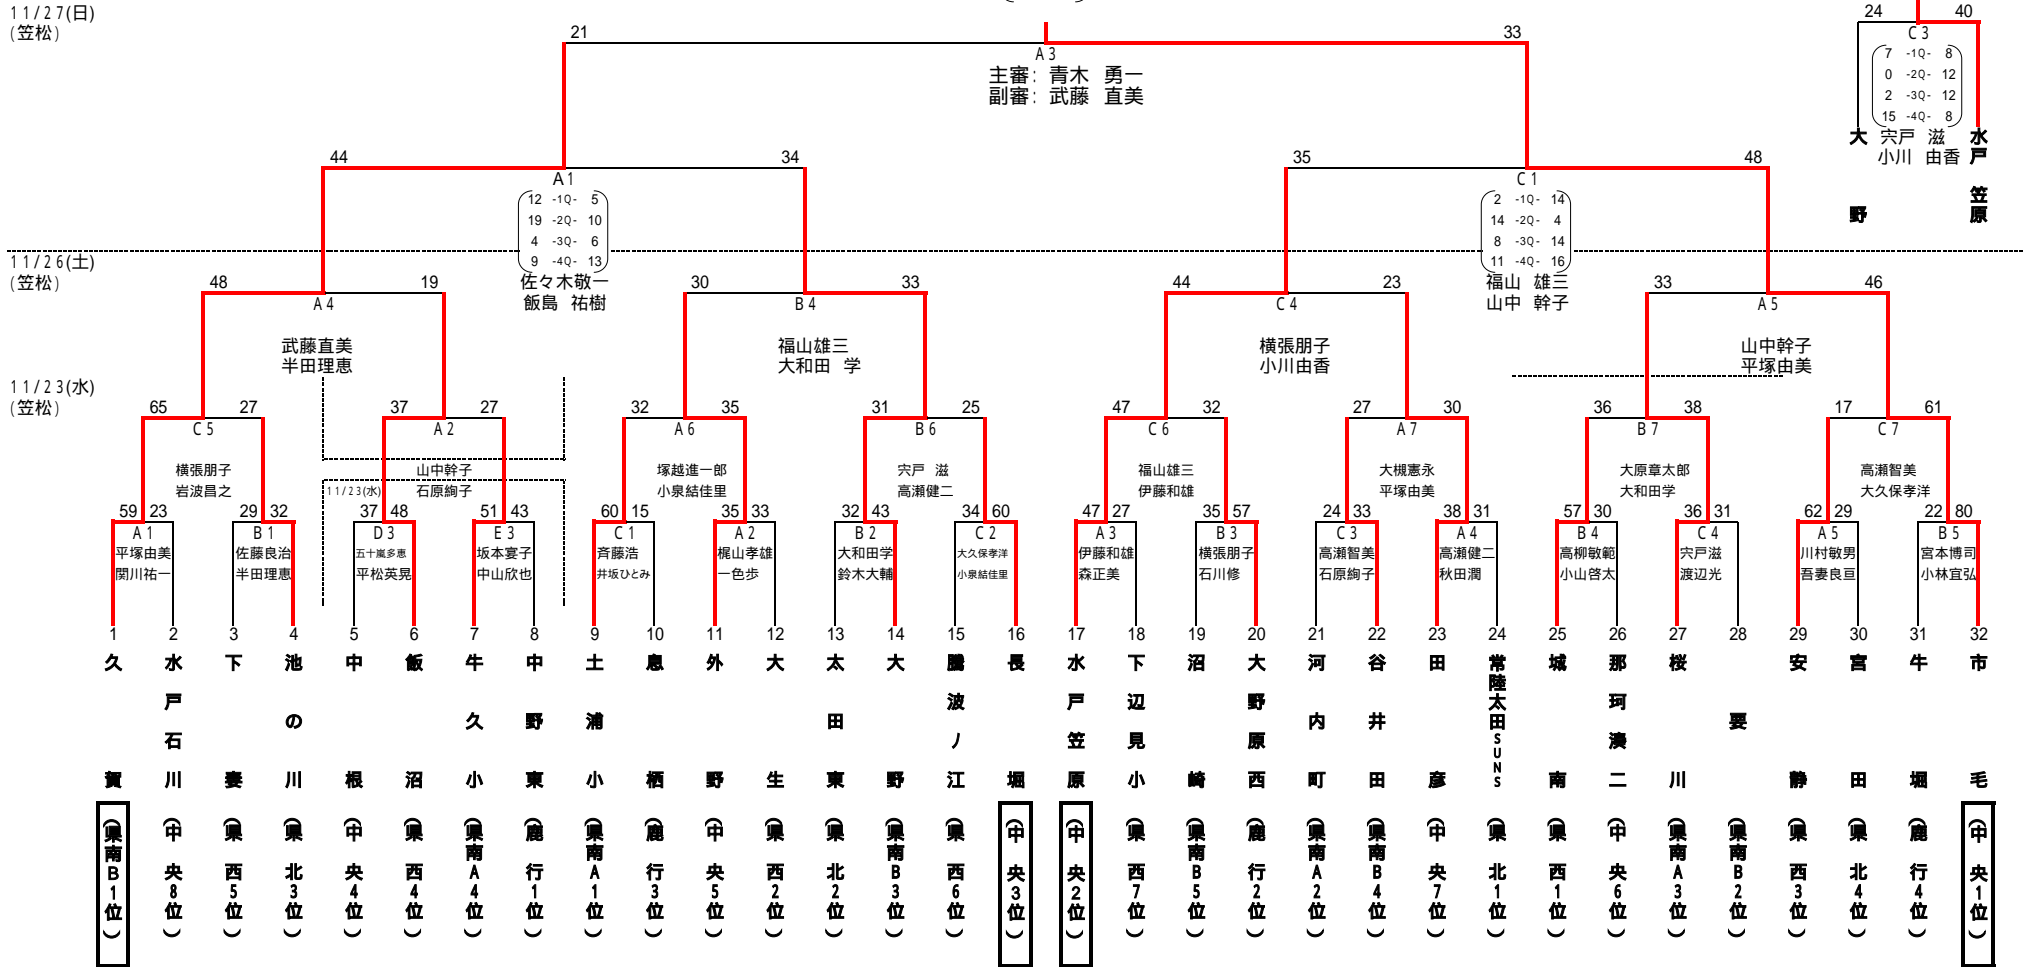 11/27(日)
(笠松)
21 33
A3
主審: 青木 勇一
副審: 武藤 直美
24 40
C3
7 -1Q- 8
0 -2Q- 12
2 -3Q- 12
15 -4Q- 8
大野 宍戸 滋 水戸笠原
小川 由香
44 34
A1
12 -1Q- 5
19 -2Q- 10
4 -3Q- 6
9 -4Q- 13
佐々木敬一
飯島 祐樹
35 48
C1
2 -1Q- 14
14 -2Q- 4
8 -3Q- 14
11 -4Q- 16
福山 雄三
山中 幹子
11/26(土)
(笠松)
48 19
A4
武藤直美
半田理恵
30 33
B4
福山雄三
大和田 学
44 23
C4
横張朋子
小川由香
33 46
A5
山中幹子
平塚由美
11/23(水)
(笠松)
65 27
C5
横張朋子
岩波昌之
37 27
A2
山中幹子
石原絢子
32 35
A6
塚越進一郎
小泉結佳里
31 25
B6
宍戸 滋
高瀬健二
47 32
C6
福山雄三
伊藤和雄
27 30
A7
大槻憲永
平塚由美
36 38
B7
大原章太郎
大和田学
17 61
C7
高瀬智美
大久保孝洋
11/23(水)
59 23
A1
平塚由美
関川祐一
29 32
B1
佐藤良治
半田理恵
37 48
D3
五十嵐多恵
平松英晃
51 43
E3
坂本宴子
中山欣也
60 15
C1
斉藤浩
井坂ひとみ
35 33
A2
梶山孝雄
一色歩
32 43
B2
大和田学
鈴木大輔
34 60
C2
大久保孝洋
小泉結佳里
47 27
A3
伊藤和雄
森正美
35 57
B3
横張朋子
石川修
24 33
C3
高瀬智美
石原絢子
38 31
A4
高瀬健二
秋田潤
57 30
B4
高柳敏範
小山啓太
36 31
C4
宍戸滋
渡辺光
62 29
A5
川村敏男
吾妻良亘
22 80
B5
宮本博司
小林宜弘
1 久賀(県南B1位)
2 水戸石川(中央8位)
3 下妻(県西5位)
4 池の川(県北3位)
5 中根(中央4位)
6 飯沼(県西4位)
7 牛久小(県南A4位)
8 中野東(鹿行1位)
9 土浦小(県南A1位)
10 息栖(鹿行3位)
11 外野(中央5位)
12 大生(県西2位)
13 太田東(県北2位)
14 大野(県南B3位)
15 騰波ノ江(県西6位)
16 長堀(中央3位)
17 水戸笠原(中央2位)
18 下辺見小(県西7位)
19 沼崎(県南B5位)
20 大野原西(鹿行2位)
21 河内町(県南A2位)
22 谷井田(県南B4位)
23 田彦(中央7位)
24 常陸太田SUNS(県北1位)
25 城南(県西1位)
26 那珂湊二(中央6位)
27 桜川(県南A3位)
28 要(県南B2位)
29 安静(県西3位)
30 宮田(県北4位)
31 牛堀(鹿行4位)
32 市毛(中央1位)